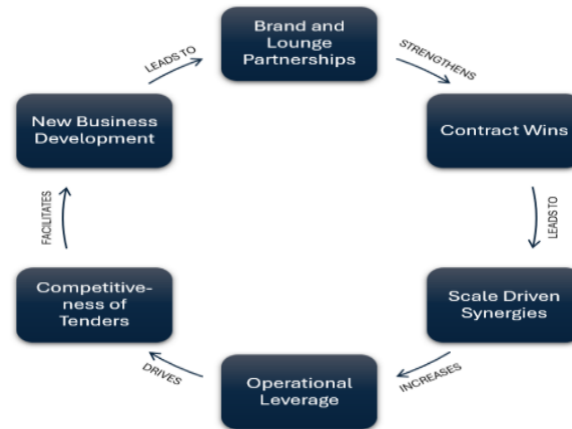 Brand and
Lounge
Partnerships
STRENGTHENS
Contract Wins
LEADS TO
Scale Driven
Synergies
INCREASES
Operational
Leverage
DRIVES
Competitive-
ness of
Tenders
FACILITATES
New Business
Development
LEADS TO